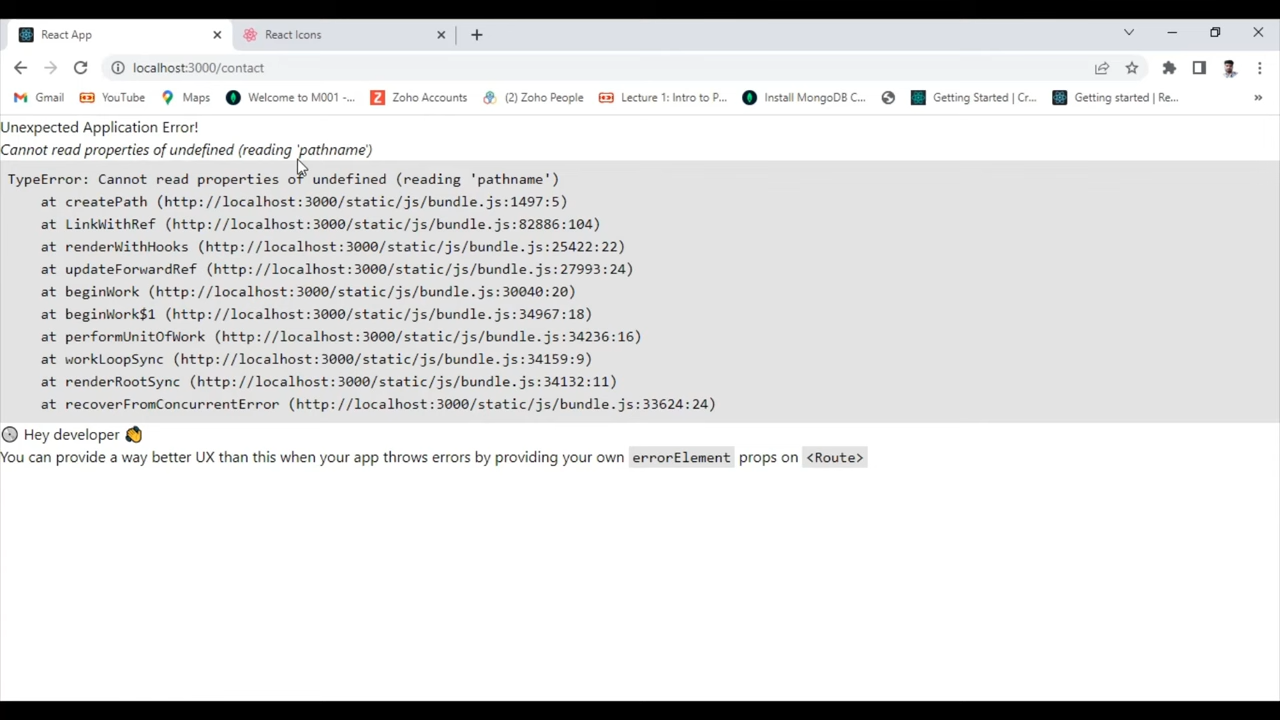 React App
React Icons
localhost:3000/contact
Gmail
YouTube
Maps
Welcome to M001 -...
Zoho Accounts
(2) Zoho People
Lecture 1: Intro to P...
Install MongoDB C...
Getting Started | Cr...
Getting started | Re...
»
Unexpected Application Error!
Cannot read properties of undefined (reading 'pathname')
TypeError: Cannot read properties of undefined (reading 'pathname')
at createPath (http://localhost:3000/static/js/bundle.js:1497:5)
at LinkWithRef (http://localhost:3000/static/js/bundle.js:82886:104)
at renderWithHooks (http://localhost:3000/static/js/bundle.js:25422:22)
at updateForwardRef (http://localhost:3000/static/js/bundle.js:27993:24)
at beginWork (http://localhost:3000/static/js/bundle.js:30040:20)
at beginWork$1 (http://localhost:3000/static/js/bundle.js:34967:18)
at performUnitOfWork (http://localhost:3000/static/js/bundle.js:34236:16)
at workLoopSync (http://localhost:3000/static/js/bundle.js:34159:9)
at renderRootSync (http://localhost:3000/static/js/bundle.js:34132:11)
at recoverFromConcurrentError (http://localhost:3000/static/js/bundle.js:33624:24)
💿 Hey developer 👋
You can provide a way better UX than this when your app throws errors by providing your own errorElement props on <Route>